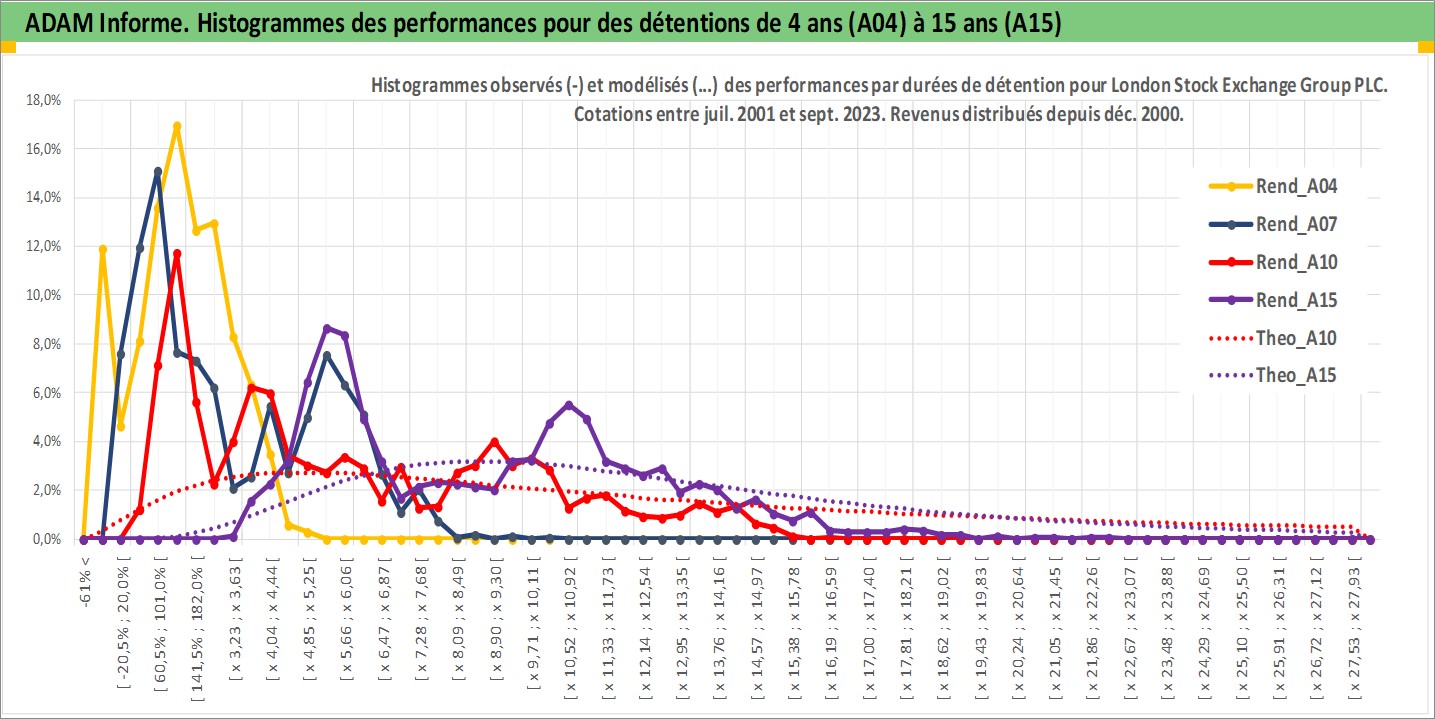 ADAM Informe. Histogrammes des performances pour des détentions de 4 ans (A04) à 15 ans (A15)
Histogrammes observés (-) et modélisés (...) des performances par durées de détention pour London Stock Exchange Group PLC.
Cotations entre juil. 2001 et sept. 2023. Revenus distribués depuis déc. 2000.
18,0%
16,0%
14,0%
12,0%
10,0%
8,0%
6,0%
4,0%
2,0%
0,0%
Rend_A04
Rend_A07
Rend_A10
Rend_A15
Theo_A10
Theo_A15
-61% <
[ -20,5% ; 20,0% [
[ 60,5% ; 101,0% [
[ 141,5% ; 182,0% [
[ x 3,23 ; x 3,63 [
[ x 4,04 ; x 4,44 [
[ x 4,85 ; x 5,25 [
[ x 5,66 ; x 6,06 [
[ x 6,47 ; x 6,87 [
[ x 7,28 ; x 7,68 [
[ x 8,09 ; x 8,49 [
[ x 8,90 ; x 9,30 [
[ x 9,71 ; x 10,11 [
[ x 10,52 ; x 10,92 [
[ x 11,33 ; x 11,73 [
[ x 12,14 ; x 12,54 [
[ x 12,95 ; x 13,35 [
[ x 13,76 ; x 14,16 [
[ x 14,57 ; x 14,97 [
[ x 15,38 ; x 15,78 [
[ x 16,19 ; x 16,59 [
[ x 17,00 ; x 17,40 [
[ x 17,81 ; x 18,21 [
[ x 18,62 ; x 19,02 [
[ x 19,43 ; x 19,83 [
[ x 20,24 ; x 20,64 [
[ x 21,05 ; x 21,45 [
[ x 21,86 ; x 22,26 [
[ x 22,67 ; x 23,07 [
[ x 23,48 ; x 23,88 [
[ x 24,29 ; x 24,69 [
[ x 25,10 ; x 25,50 [
[ x 25,91 ; x 26,31 [
[ x 26,72 ; x 27,12 [
[ x 27,53 ; x 27,93 [